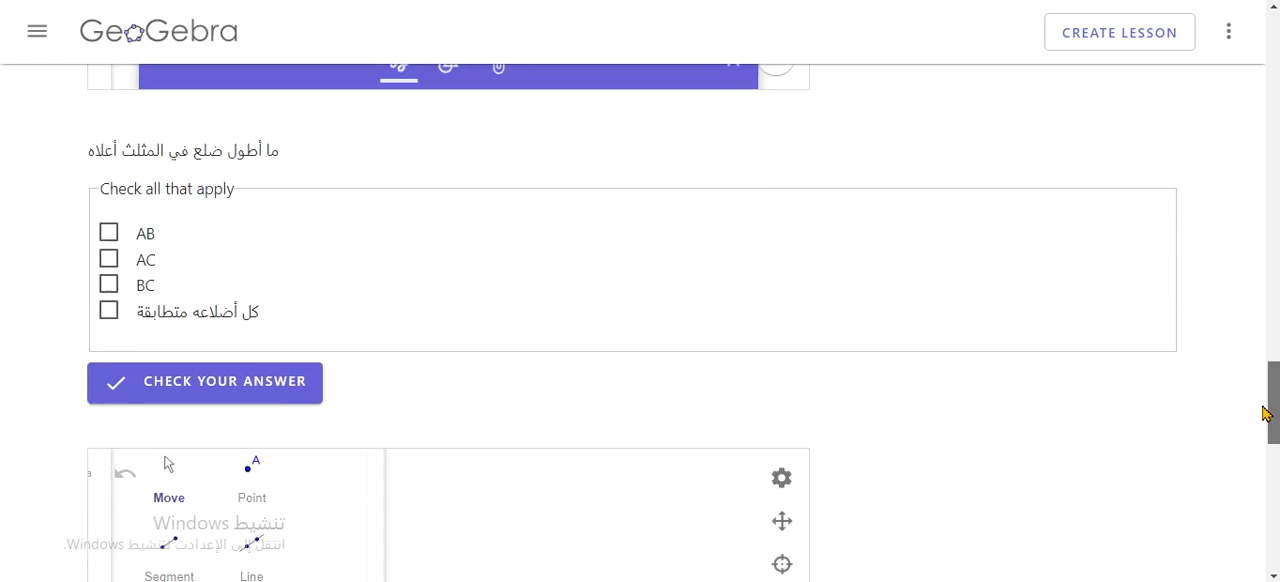 GeoGebra
CREATE LESSON
ما أطول ضلع في المثلث أعلاه
Check all that apply
AB
AC
BC
كل أضلاعه متطابقة
CHECK YOUR ANSWER
A
a
Move
Point
تنشيط Windows
انتقل إلى الإعدادت لتنشيط Windows.
Segment
Line